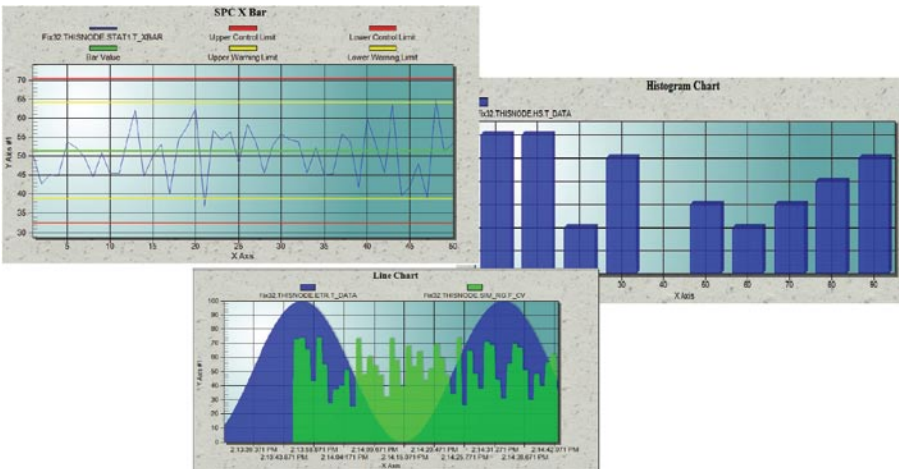 SPC X Bar
Fix32.THISNODE.STAT1.T_XBAR
Upper Control Limit
Lower Control Limit
Bar Value
Upper Warning Limit
Lower Warning Limit
Y Axis #1
70
65
60
55
50
45
40
35
30
5 10 15 20 25 30 35 40 45 50
X Axis
Histogram Chart
Fix32.THISNODE.HS.T_DATA
30 40 50 60 70 80 90
X Axis
Line Chart
Fix32.THISNODE.ETR.T_DATA
Fix32.THISNODE.SIM_RG.F_CV
Y Axis #1
100
90
80
70
60
50
40
30
20
10
0
X Axis